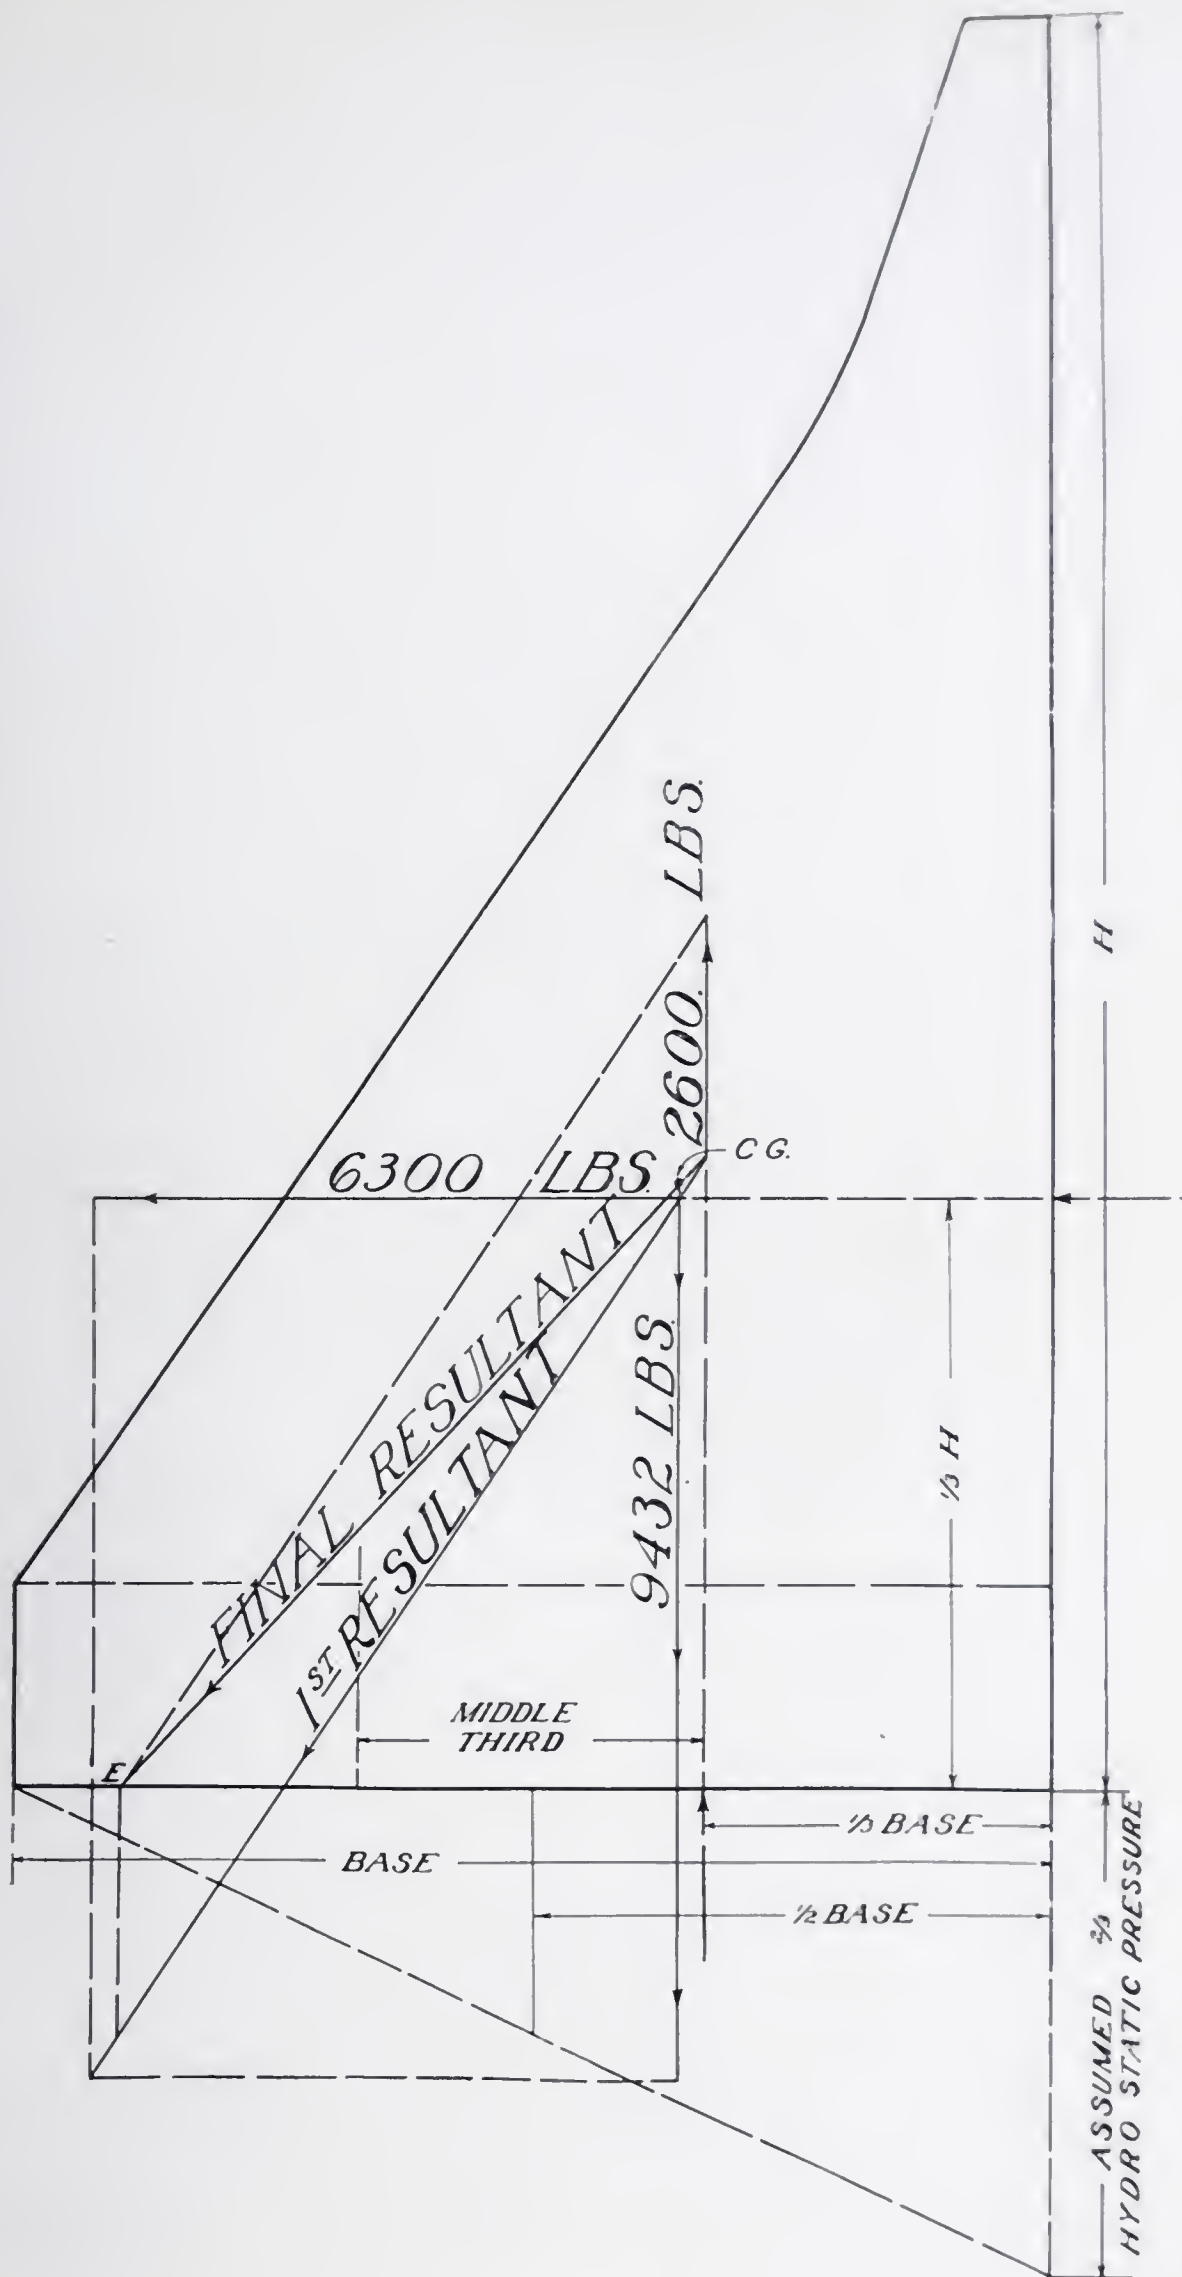 H
2600. LBS.
C G.
6300 LBS.
FINAL RESULTANT
1ST RESULTANT
9432 LBS.
1/3 H
MIDDLE
THIRD
E
1/3 BASE
BASE
1/2 BASE
ASSUMED 2/3
HYDRO STATIC PRESSURE